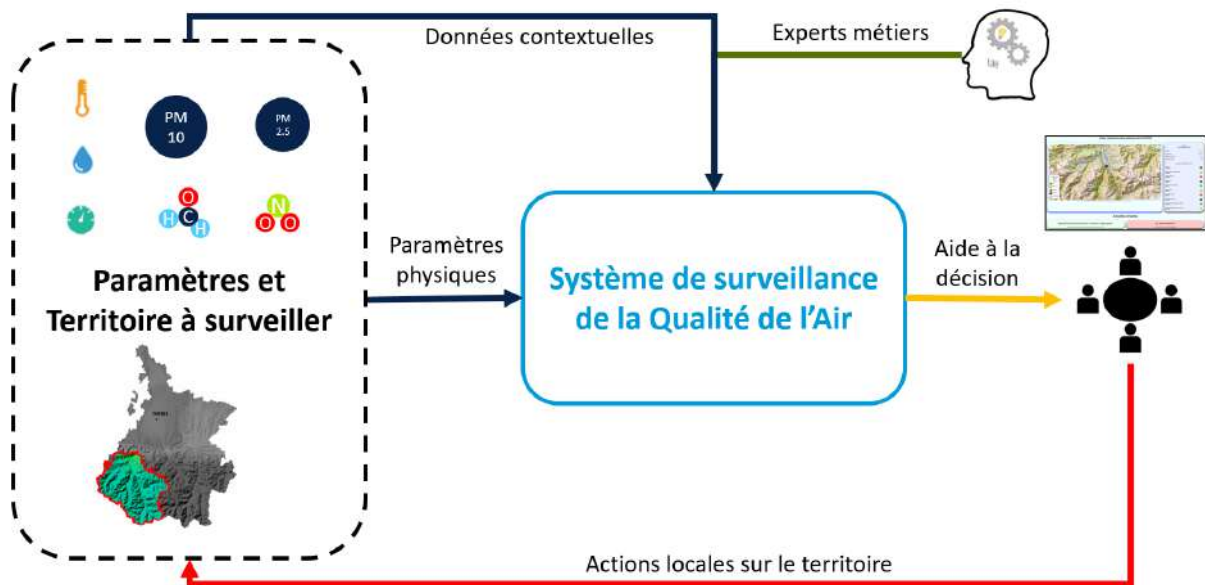 Données contextuelles
Experts métiers
PM
10
PM
2.5
O
H
C
H
N
O
O
Paramètres
physiques
Aide à la
décision
Paramètres et
Territoire à surveiller
Système de surveillance
de la Qualité de l'Air
Actions locales sur le territoire